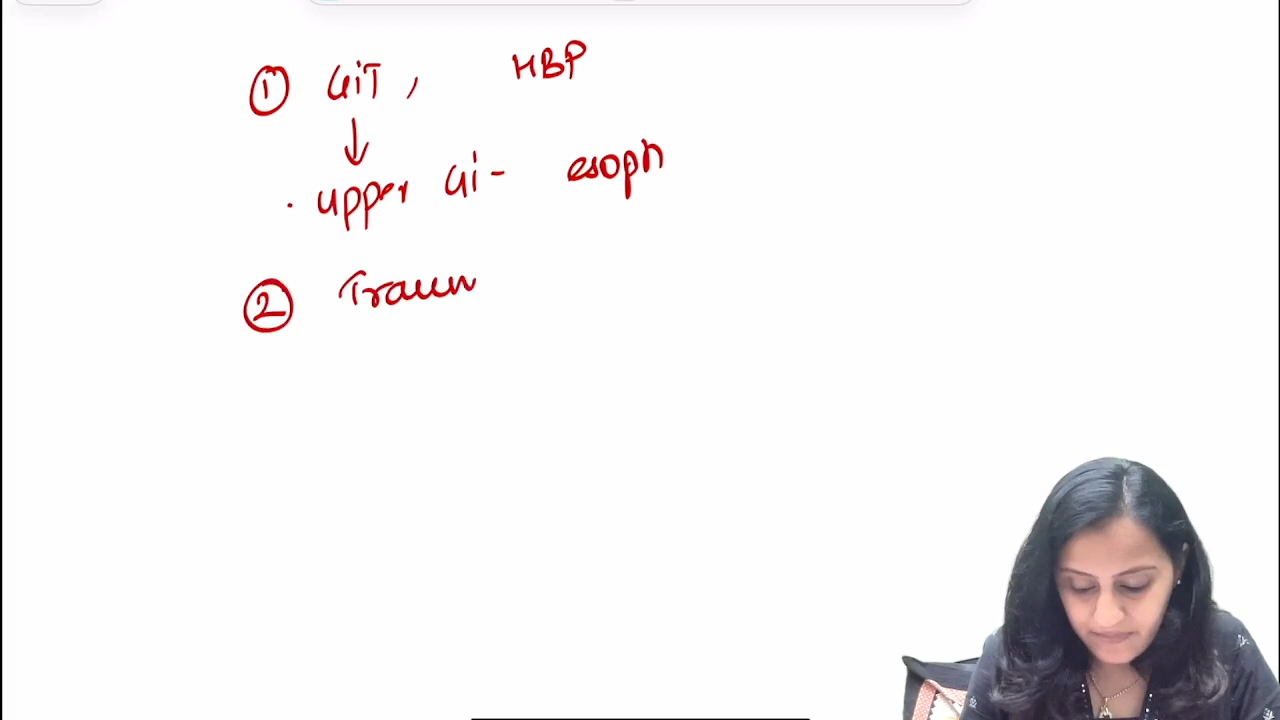 ① GIT, HBP
↓
· upper GI - esoph
② Traum